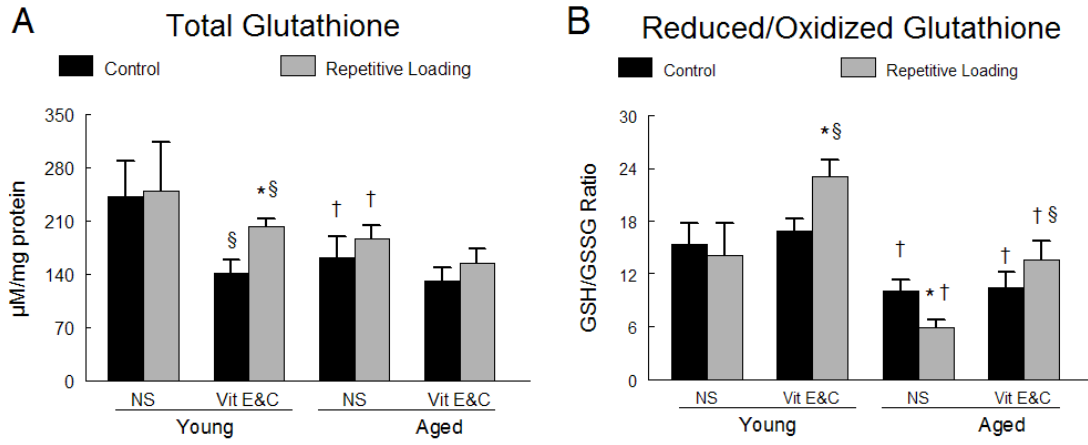 A Total Glutathione
Control Repetitive Loading
350
280
210
140
70
0
µM/mg protein
§
*§
†
†
NS Vit E&C NS Vit E&C
Young Aged
B Reduced/Oxidized Glutathione
Control Repetitive Loading
30
24
18
12
6
0
GSH/GSSG Ratio
*§
†
*†
†
†§
NS Vit E&C NS Vit E&C
Young Aged